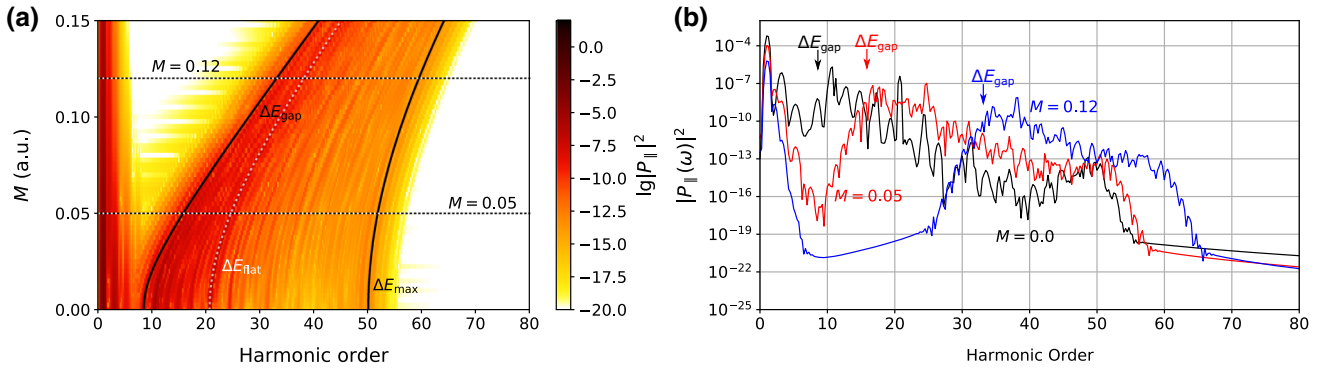 (a)
0.15
0.10
0.05
0.00
M (a.u.)
M = 0.12
ΔE_gap
M = 0.05
ΔE_flat
ΔE_max
0 10 20 30 40 50 60 70 80
Harmonic order
0.0
−2.5
−5.0
−7.5
−10.0
−12.5
−15.0
−17.5
−20.0
lg|P_∥|²
(b)
10⁻⁴
10⁻⁷
10⁻¹⁰
10⁻¹³
10⁻¹⁶
10⁻¹⁹
10⁻²²
10⁻²⁵
|P_∥(ω)|²
ΔE_gap
ΔE_gap
ΔE_gap
M = 0.12
M = 0.05
M = 0.0
0 10 20 30 40 50 60 70 80
Harmonic Order